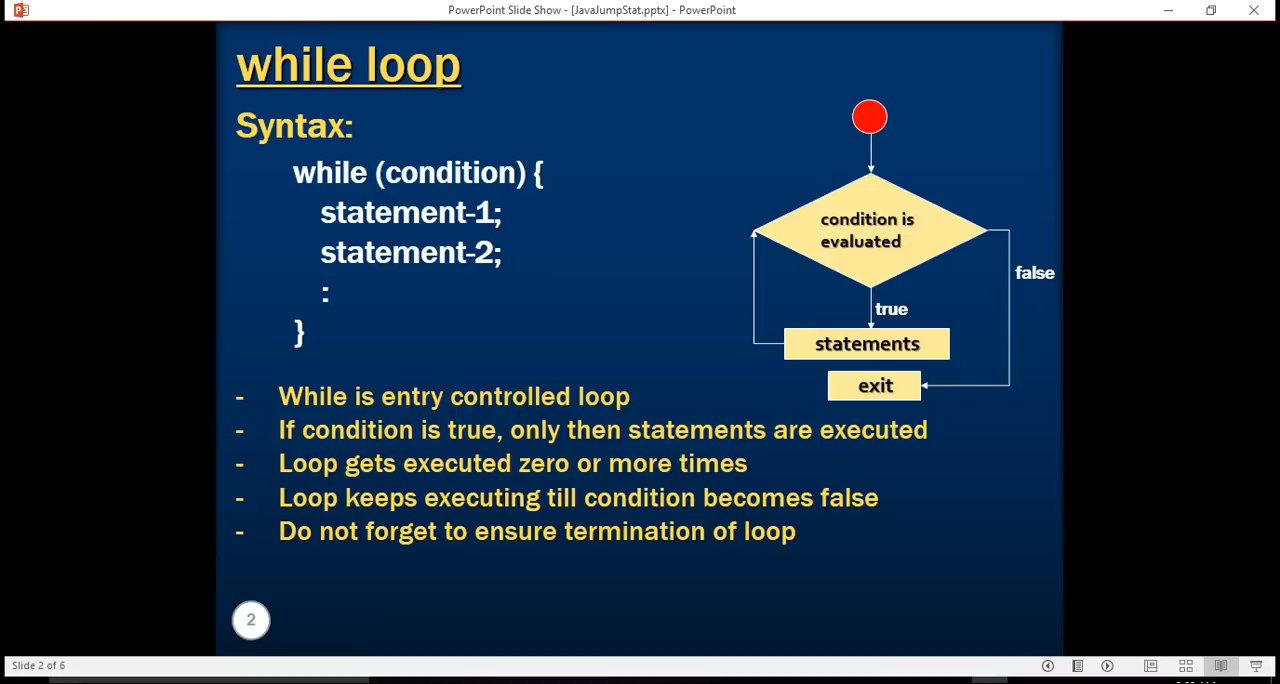 PowerPoint Slide Show - [JavaJumpStat.pptx] - PowerPoint
while loop
Syntax:
while (condition) {
statement-1;
statement-2;
:
}
condition is
evaluated
false
true
statements
exit
- While is entry controlled loop
- If condition is true, only then statements are executed
- Loop gets executed zero or more times
- Loop keeps executing till condition becomes false
- Do not forget to ensure termination of loop
2
Slide 2 of 6